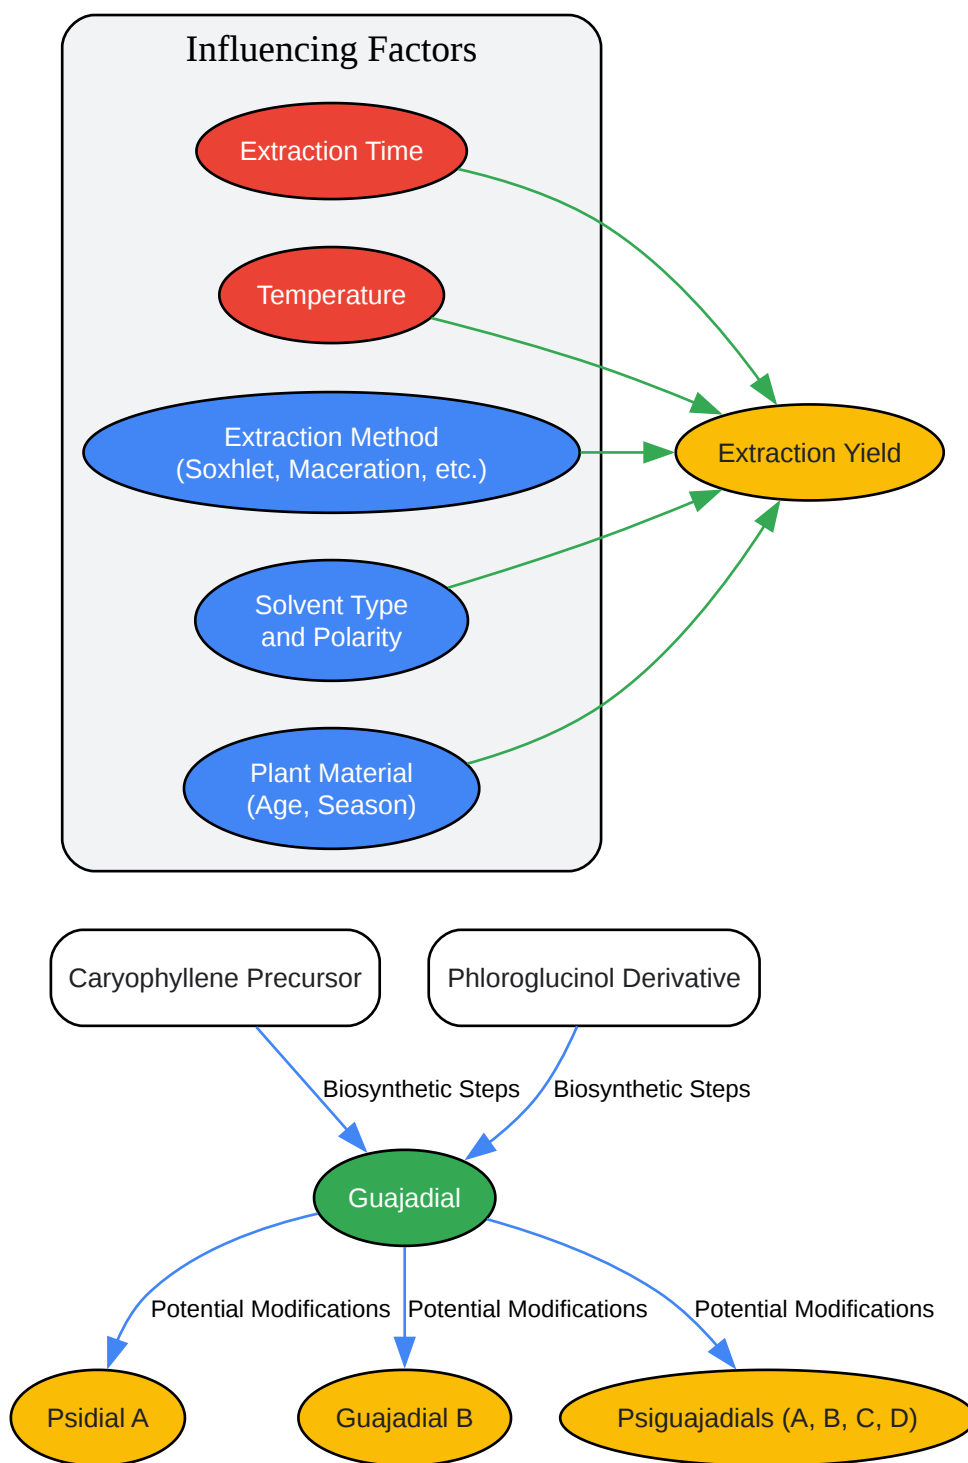 Influencing Factors
Extraction Time
Temperature
Extraction Method
(Soxhlet, Maceration, etc.)
Extraction Yield
Solvent Type
and Polarity
Plant Material
(Age, Season)
Caryophyllene Precursor
Phloroglucinol Derivative
Biosynthetic Steps
Biosynthetic Steps
Guajadial
Potential Modifications
Potential Modifications
Potential Modifications
Psidial A
Guajadial B
Psiguajadials (A, B, C, D)